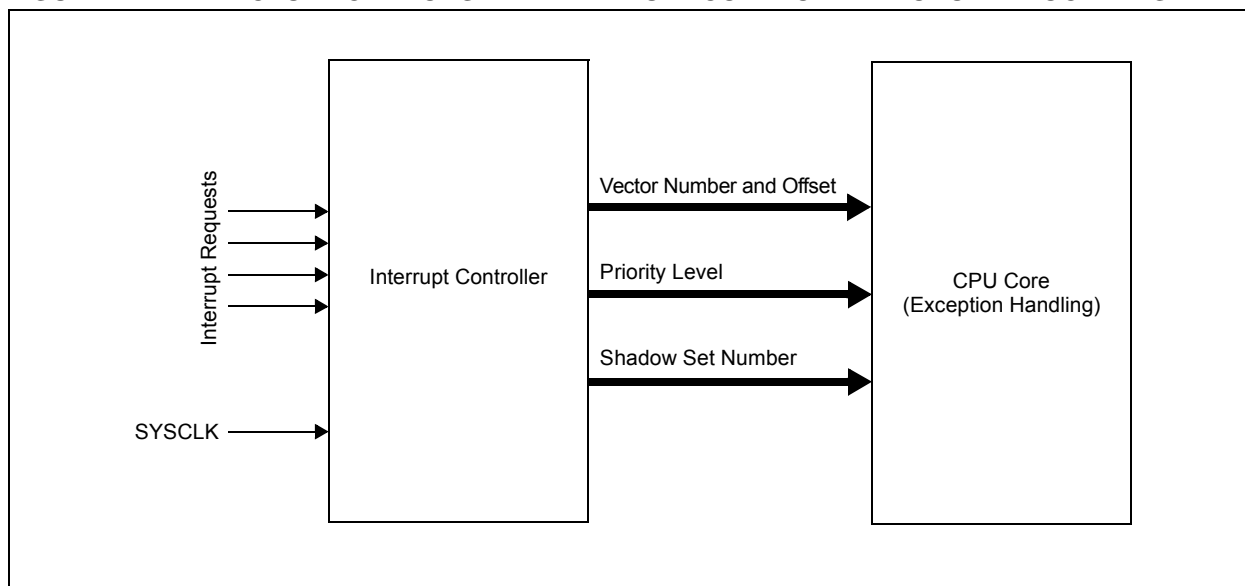 Interrupt Requests
SYSCLK
Interrupt Controller
Vector Number and Offset
Priority Level
Shadow Set Number
CPU Core
(Exception Handling)